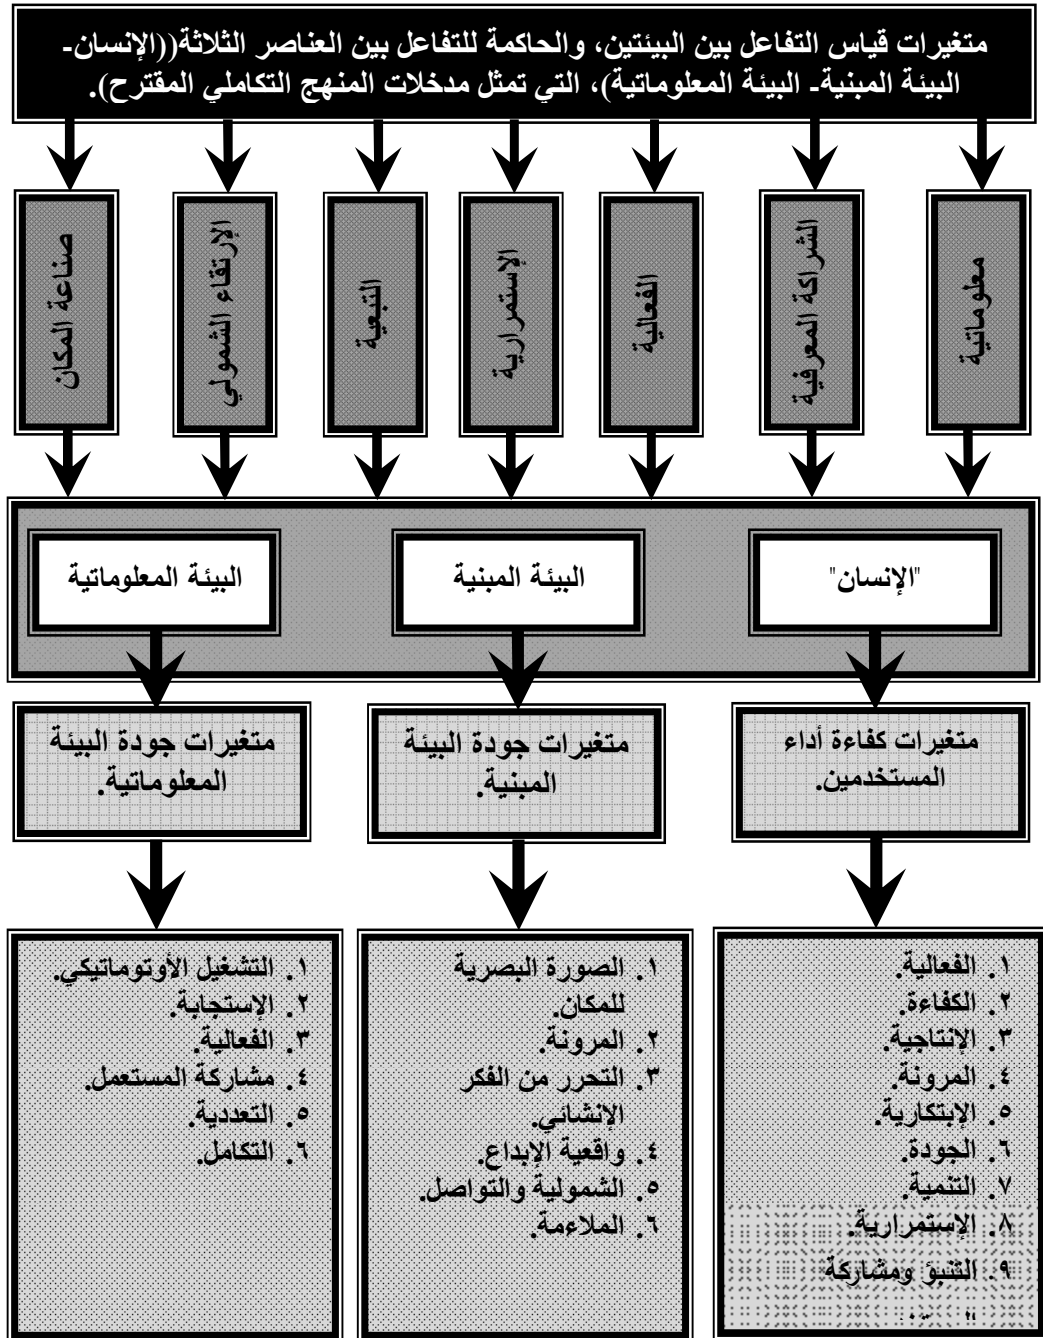 متغيرات قياس التفاعل بين البيئتين، والحاكمة للتفاعل بين العناصر الثلاثة((الإنسان-
البيئة المبنية- البيئة المعلوماتية)، التي تمثل مدخلات المنهج التكاملي المقترح).
معلوماتية
الشراكة المعرفية
الفعالية
الإستمرارية
التبعية
الإرتقاء الشمولي
صناعة المكان
"الإنسان"
البيئة المبنية
البيئة المعلوماتية
متغيرات كفاءة أداء
المستخدمين.
متغيرات جودة البيئة
المبنية.
متغيرات جودة البيئة
المعلوماتية.
١. الفعالية.
٢. الكفاءة.
٣. الإنتاجية.
٤. المرونة.
٥. الإبتكارية.
٦. الجودة.
٧. التنمية.
٨. الإستمرارية.
٩. التنبؤ ومشاركة
١. الصورة البصرية
للمكان.
٢. المرونة.
٣. التحرر من الفكر
الإنشائي.
٤. واقعية الإبداع.
٥. الشمولية والتواصل.
٦. الملاءمة.
١. التشغيل الأوتوماتيكي.
٢. الإستجابة.
٣. الفعالية.
٤. مشاركة المستعمل.
٥. التعددية.
٦. التكامل.